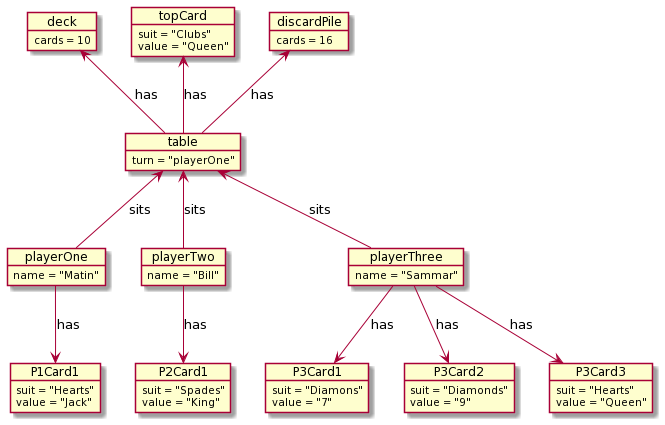 deck
cards = 10
topCard
suit = "Clubs"
value = "Queen"
discardPile
cards = 16
has
has
has
table
turn = "playerOne"
sits
sits
sits
playerOne
name = "Matin"
playerTwo
name = "Bill"
playerThree
name = "Sammar"
has
has
has
has
has
P1Card1
suit = "Hearts"
value = "Jack"
P2Card1
suit = "Spades"
value = "King"
P3Card1
suit = "Diamons"
value = "7"
P3Card2
suit = "Diamonds"
value = "9"
P3Card3
suit = "Hearts"
value = "Queen"